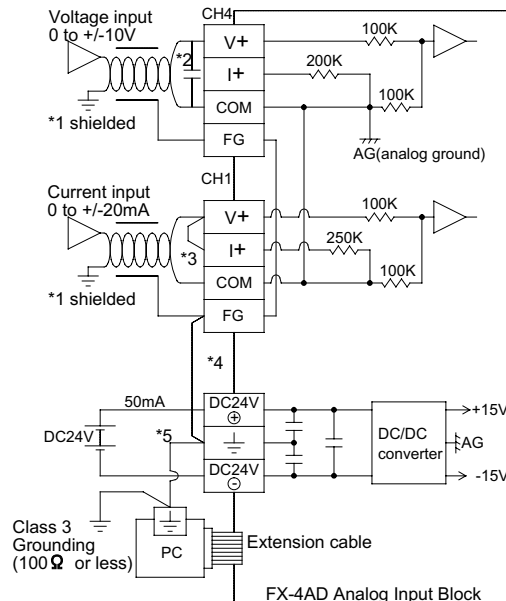 CH4
Voltage input
0 to +/-10V
*2
V+
100K
I+
200K
COM
100K
*1 shielded
FG
AG(analog ground)
CH1
Current input
0 to +/-20mA
V+
100K
*3
I+
250K
COM
100K
*1 shielded
FG
*4
50mA
DC24V
⊕
+15V
DC24V
*5
DC/DC
converter
AG
DC24V
⊖
-15V
Class 3
Grounding
(100Ω or less)
PC
Extension cable
FX-4AD Analog Input Block